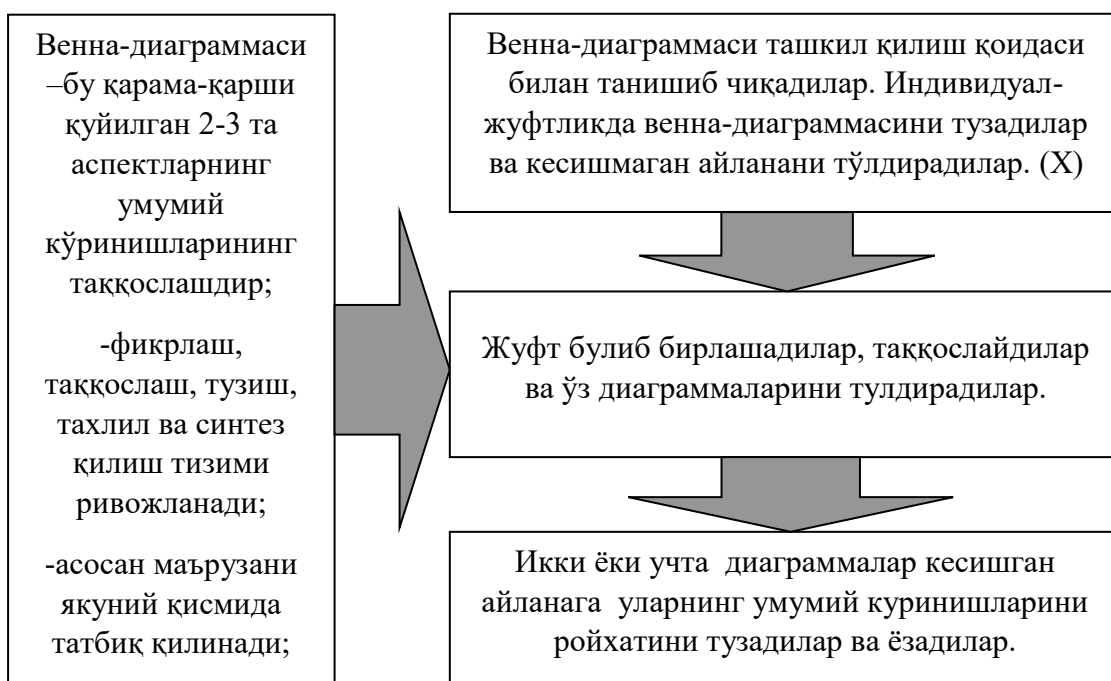 Венна-диаграммаси
–бу қарама-қарши
қуйилган 2-3 та
аспектларнинг
умумий
кўринишларининг
таққослашдир;
-фикрлаш,
таққослаш, тузиш,
тахлил ва синтез
қилиш тизими
ривожланади;
-асосан маърузани
якуний қисмида
татбиқ қилинади;
Венна-диаграммаси ташкил қилиш қоидаси
билан танишиб чиқадилар. Индивидуал-
жуфтликда венна-диаграммасини тузадилар
ва кесишмаган айланани тўлдирадилар. (Х)
Жуфт булиб бирлашадилар, таққослайдилар
ва ўз диаграммаларини тулдирадилар.
Икки ёки учта диаграммалар кесишган
айланага уларнинг умумий куринишларини
ройхатини тузадилар ва ёзадилар.